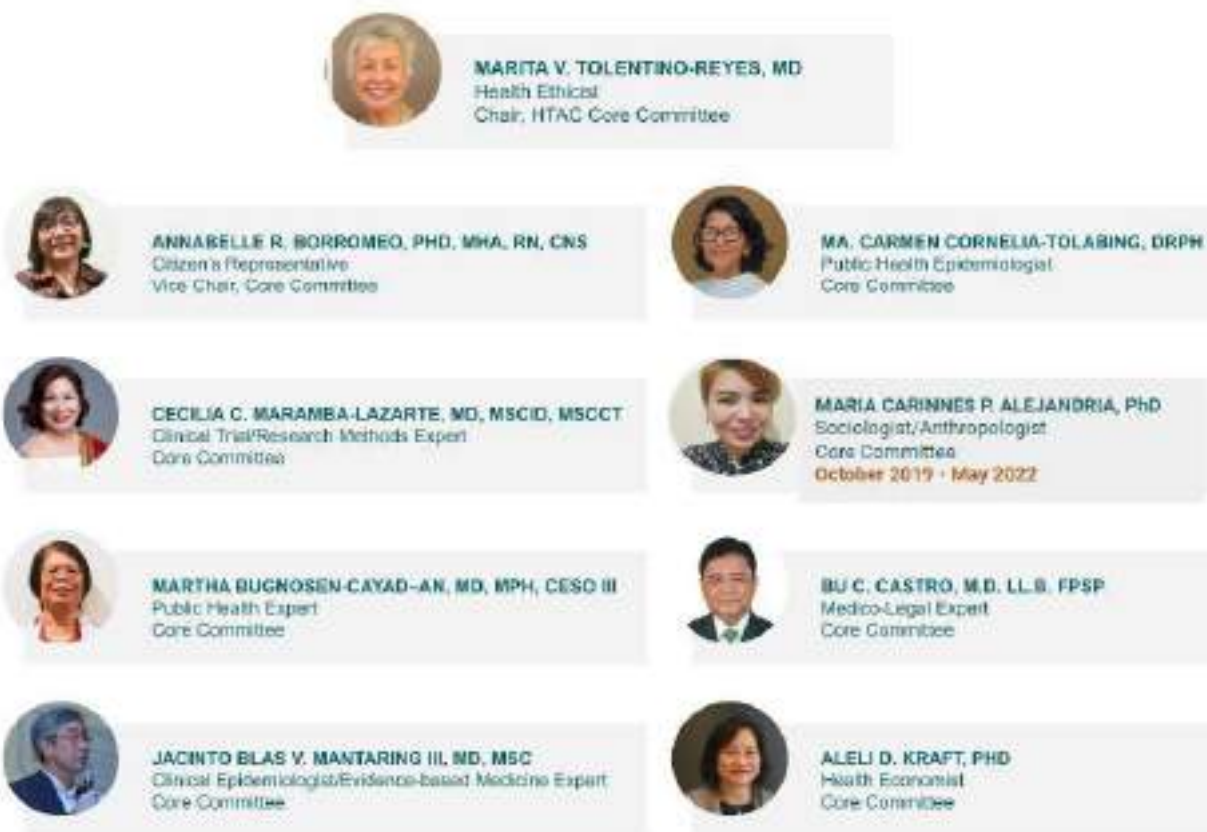 MARITA V. TOLENTINO-REYES, MD
Health Ethicist
Chair, HTAC Core Committee
ANNABELLE R. BORROMEO, PHD, MHA, RN, CNS
Citizen's Representative
Vice Chair, Core Committee
MA. CARMEN CORNELIA-TOLABING, DRPH
Public Health Epidemiologist
Core Committee
CECILIA C. MARAMBA-LAZARTE, MD, MSCID, MSCCT
Clinical Trial/Research Methods Expert
Core Committee
MARIA CARINNES P. ALEJANDRIA, PhD
Sociologist/Anthropologist
Core Committee
October 2019 - May 2022
MARTHA BUGNOSEN-CAYAD-AN, MD, MPH, CESO III
Public Health Expert
Core Committee
BU C. CASTRO, M.D. LL.B. FPSP
Medico-Legal Expert
Core Committee
JACINTO BLAS V. MANTARING III, MD, MSC
Clinical Epidemiologist/Evidence-based Medicine Expert
Core Committee
ALELI D. KRAFT, PHD
Health Economist
Core Committee